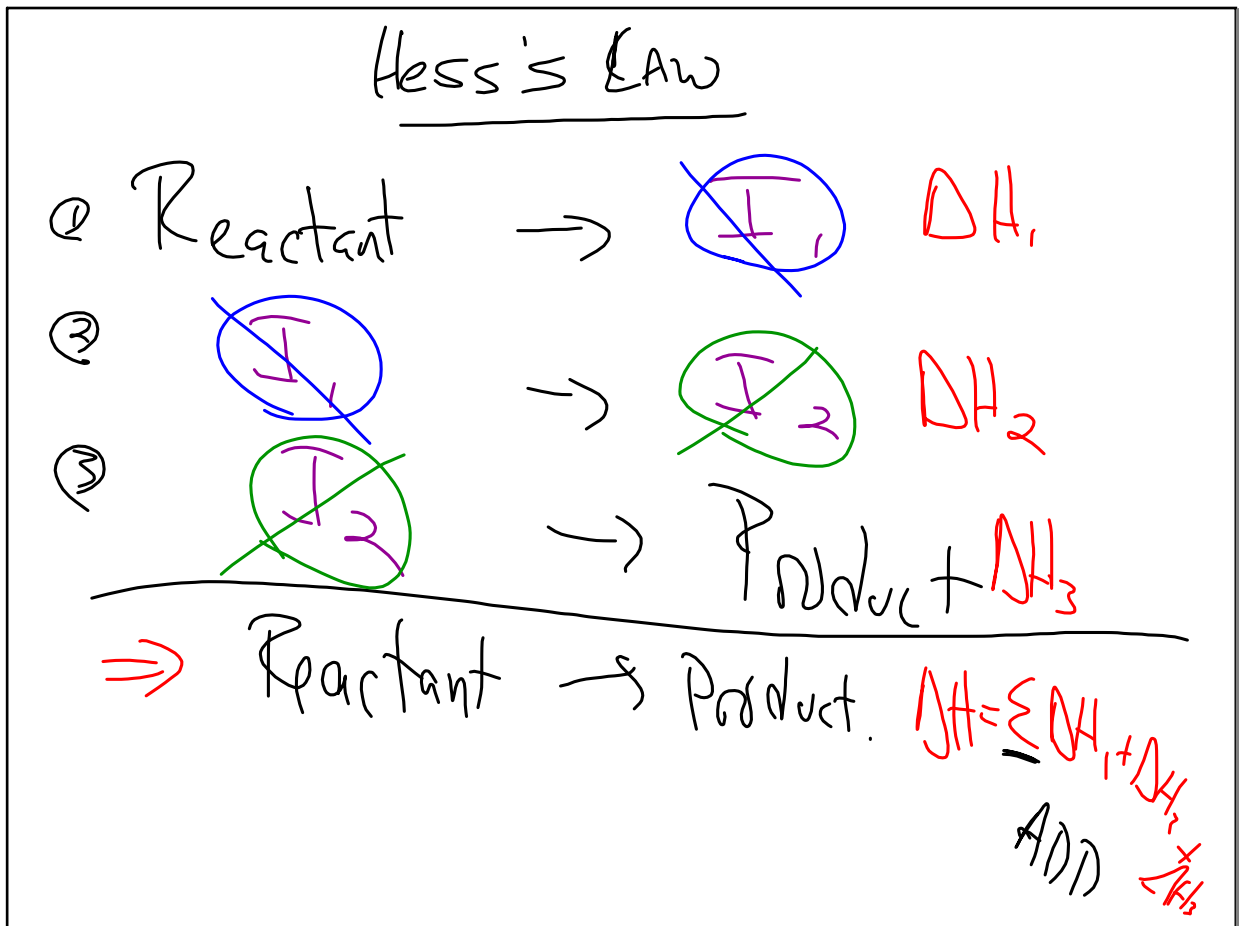 Hess's LAW
① Reactant → I₁ ΔH₁
② I₁ → I₂ ΔH₂
③ I₂ → Product ΔH₃
⇒ Reactant → Product. ΔH = Σ ΔH₁ + ΔH₂ + ΔH₃
ADD